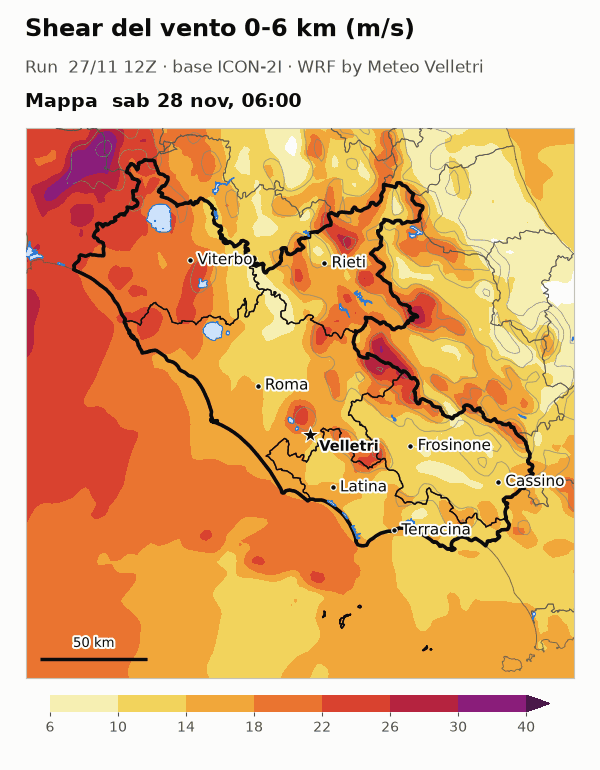 Shear del vento 0-6 km (m/s)
Run  27/11 12Z · base ICON-2I · WRF by Meteo Velletri
Mappa  sab 28 nov, 06:00
Viterbo
Rieti
Roma
Velletri
Frosinone
Cassino
Latina
Terracina
50 km
6 10 14 18 22 26 30 40